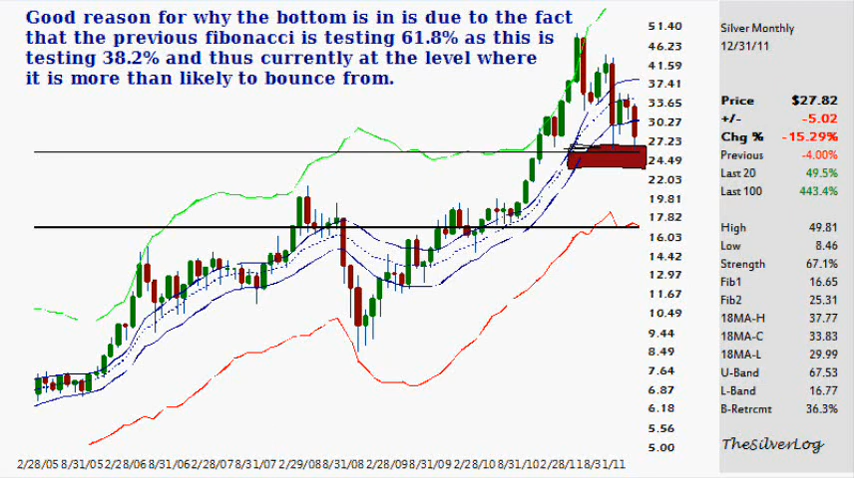 Good reason for why the bottom is in is due to the fact
that the previous fibonacci is testing 61.8% as this is
testing 38.2% and thus currently at the level where
it is more than likely to bounce from.
51.40
46.23
41.59
37.41
33.65
30.27
27.23
24.49
22.03
19.81
17.82
16.03
14.42
12.97
11.67
10.49
9.44
8.49
7.64
6.87
6.18
5.56
5.00
2/28/05 8/31/05 2/28/06 8/31/06 2/28/07 8/31/07 2/29/08 8/31/08 2/28/09 8/31/09 2/28/10 8/31/10 2/28/11 8/31/11
Silver Monthly
12/31/11
Price $27.82
+/- -5.02
Chg % -15.29%
Previous -4.00%
Last 20 49.5%
Last 100 443.4%
High 49.81
Low 8.46
Strength 67.1%
Fib1 16.65
Fib2 25.31
18MA-H 37.77
18MA-C 33.83
18MA-L 29.99
U-Band 67.53
L-Band 16.77
B-Retrcmt 36.3%
TheSilverLog